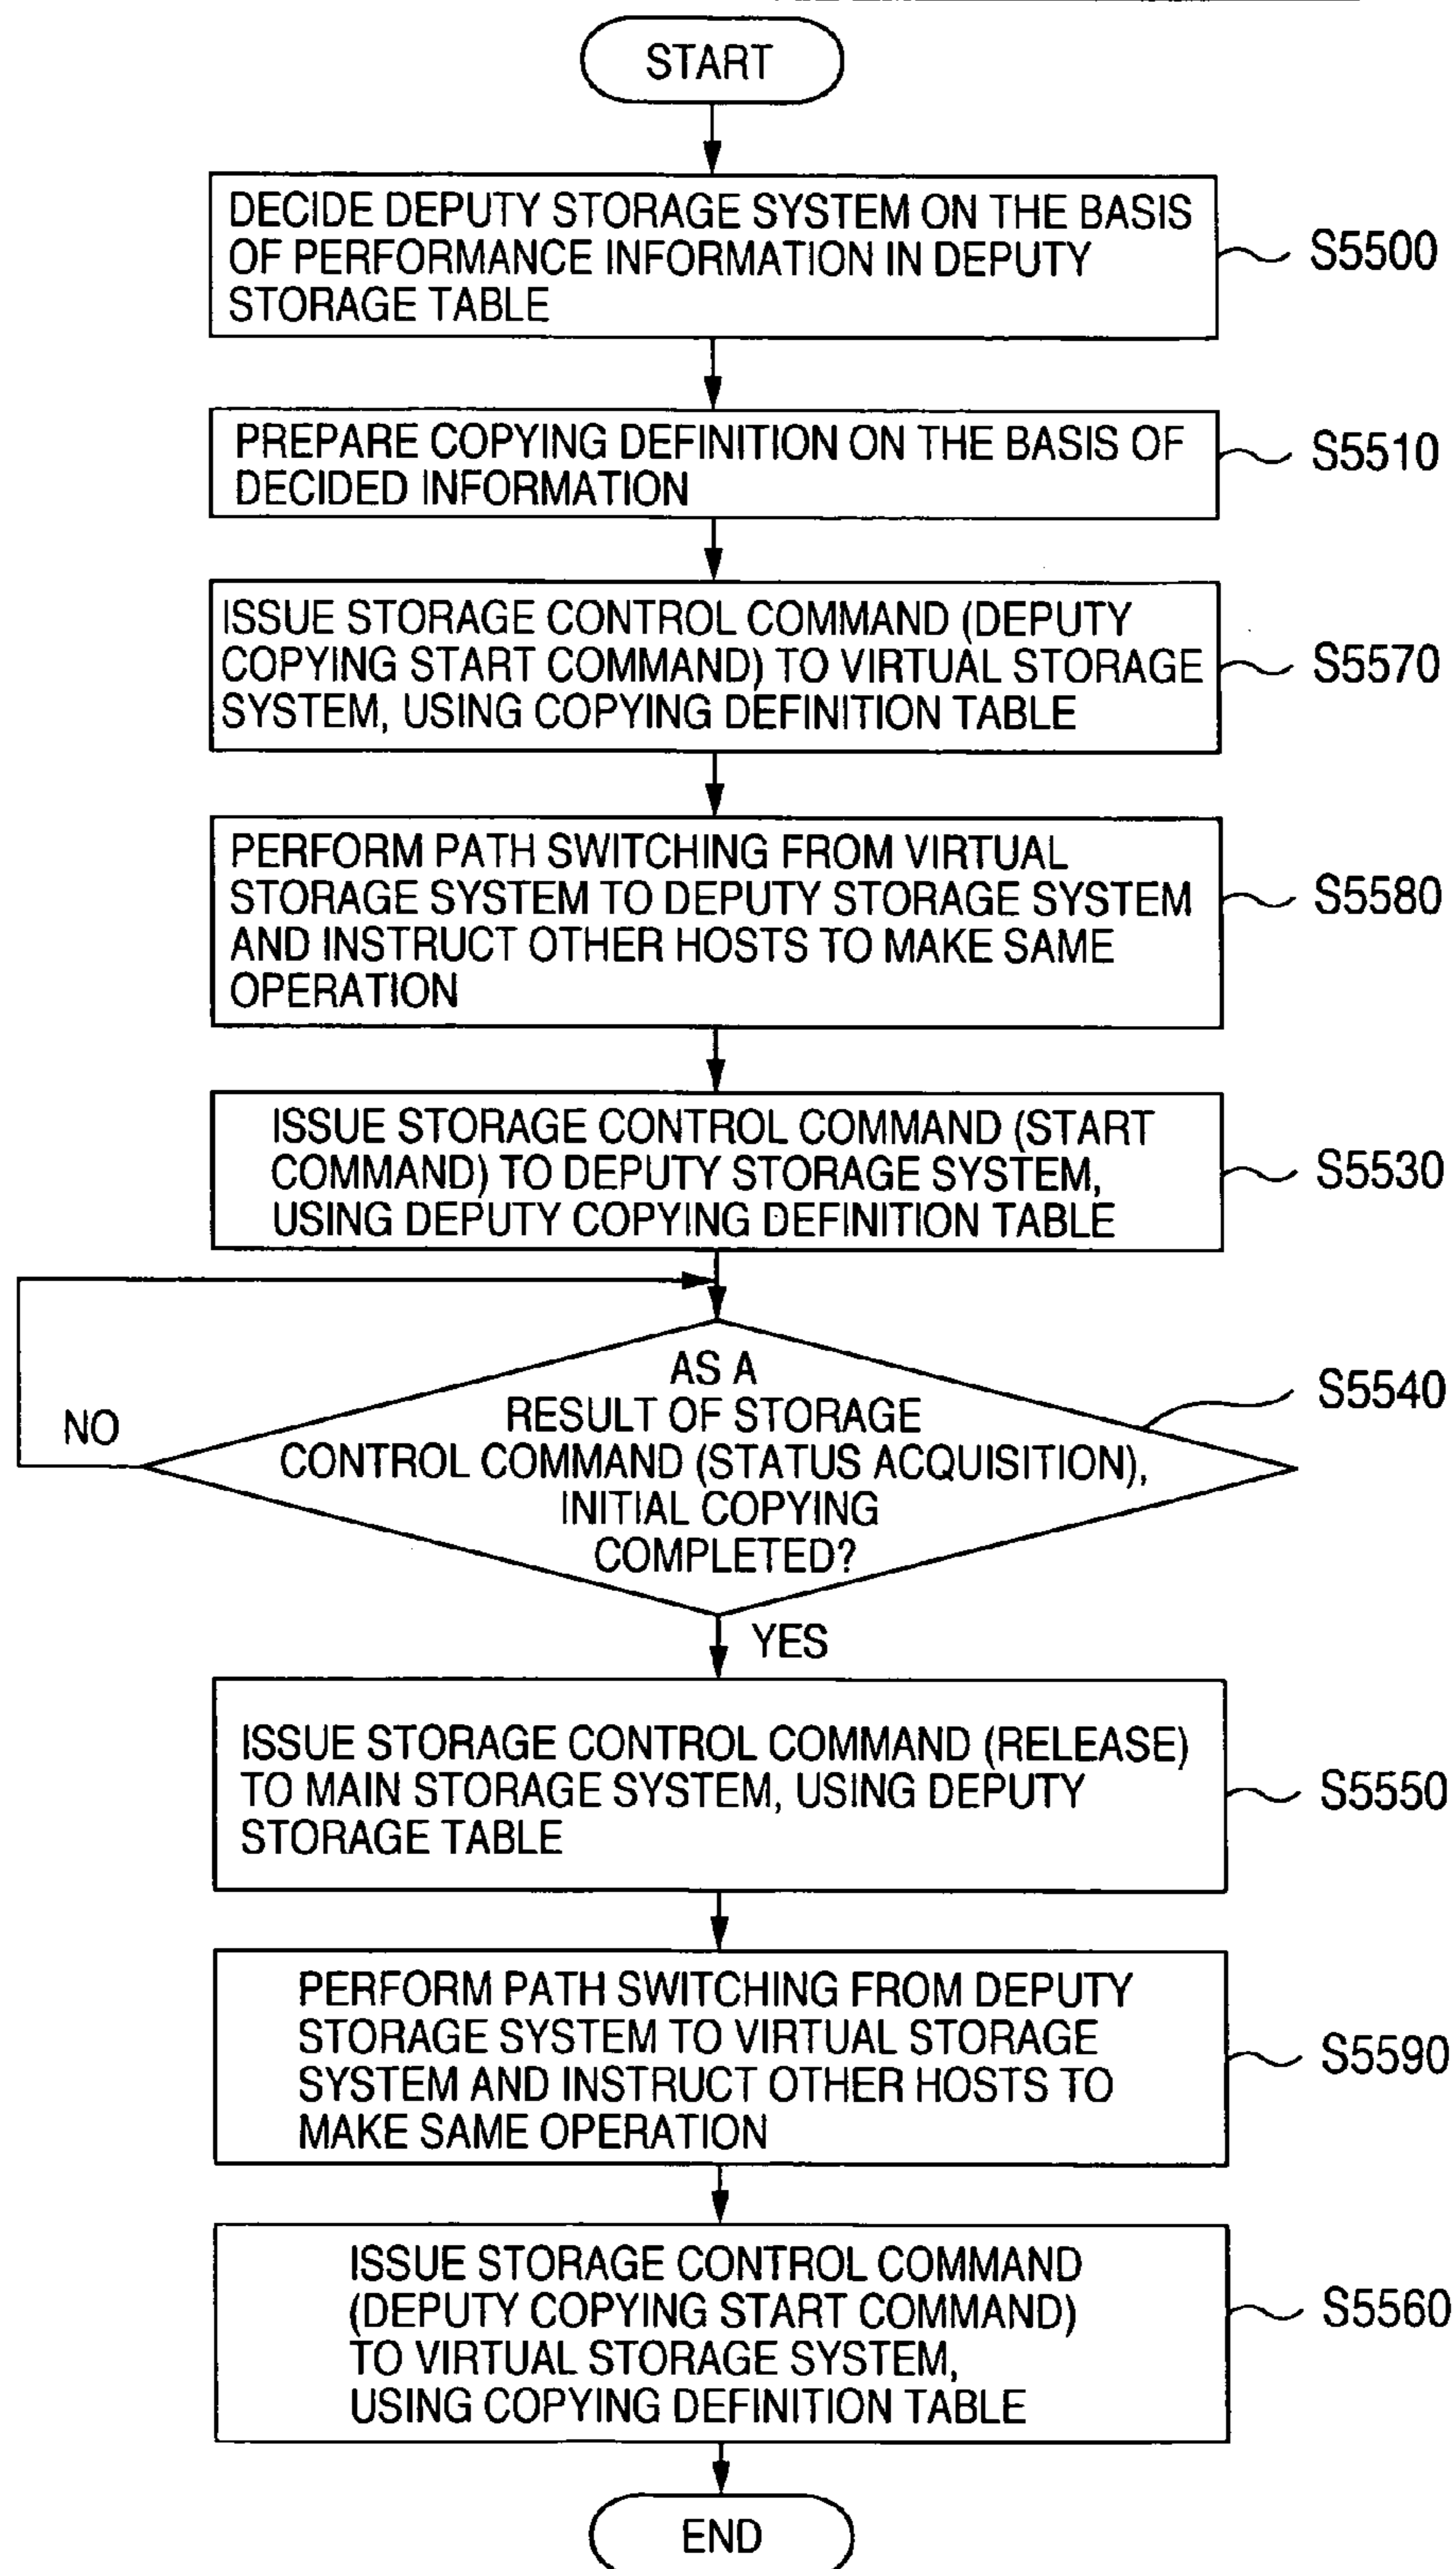 START
DECIDE DEPUTY STORAGE SYSTEM ON THE BASIS
OF PERFORMANCE INFORMATION IN DEPUTY
STORAGE TABLE
S5500
PREPARE COPYING DEFINITION ON THE BASIS OF
DECIDED INFORMATION
S5510
ISSUE STORAGE CONTROL COMMAND (DEPUTY
COPYING START COMMAND) TO VIRTUAL STORAGE
SYSTEM, USING COPYING DEFINITION TABLE
S5570
PERFORM PATH SWITCHING FROM VIRTUAL
STORAGE SYSTEM TO DEPUTY STORAGE SYSTEM
AND INSTRUCT OTHER HOSTS TO MAKE SAME
OPERATION
S5580
ISSUE STORAGE CONTROL COMMAND (START
COMMAND) TO DEPUTY STORAGE SYSTEM,
USING DEPUTY COPYING DEFINITION TABLE
S5530
AS A
RESULT OF STORAGE
CONTROL COMMAND (STATUS ACQUISITION),
INITIAL COPYING
COMPLETED?
S5540
NO
YES
ISSUE STORAGE CONTROL COMMAND (RELEASE)
TO MAIN STORAGE SYSTEM, USING DEPUTY
STORAGE TABLE
S5550
PERFORM PATH SWITCHING FROM DEPUTY
STORAGE SYSTEM TO VIRTUAL STORAGE
SYSTEM AND INSTRUCT OTHER HOSTS TO
MAKE SAME OPERATION
S5590
ISSUE STORAGE CONTROL COMMAND
(DEPUTY COPYING START COMMAND)
TO VIRTUAL STORAGE SYSTEM,
USING COPYING DEFINITION TABLE
S5560
END